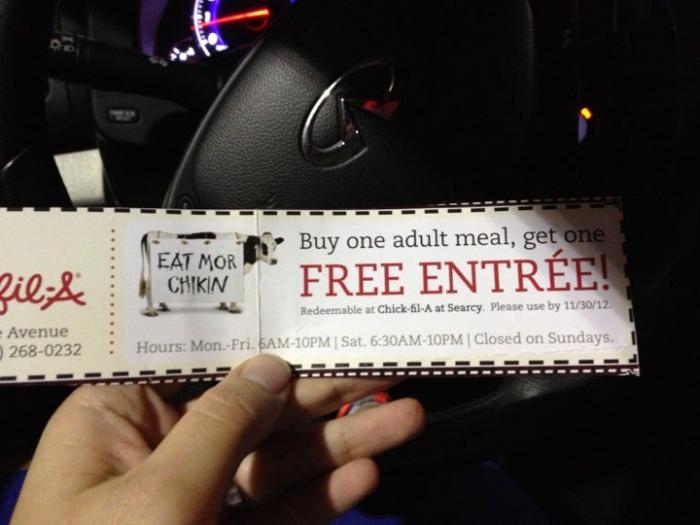 fil-A
e Avenue
) 268-0232
EAT MOR
CHIKIN
Buy one adult meal, get one
FREE ENTRÉE!
Redeemable at Chick-fil-A at Searcy. Please use by 11/30/12.
Hours: Mon.-Fri. 6AM-10PM | Sat. 6:30AM-10PM | Closed on Sundays.